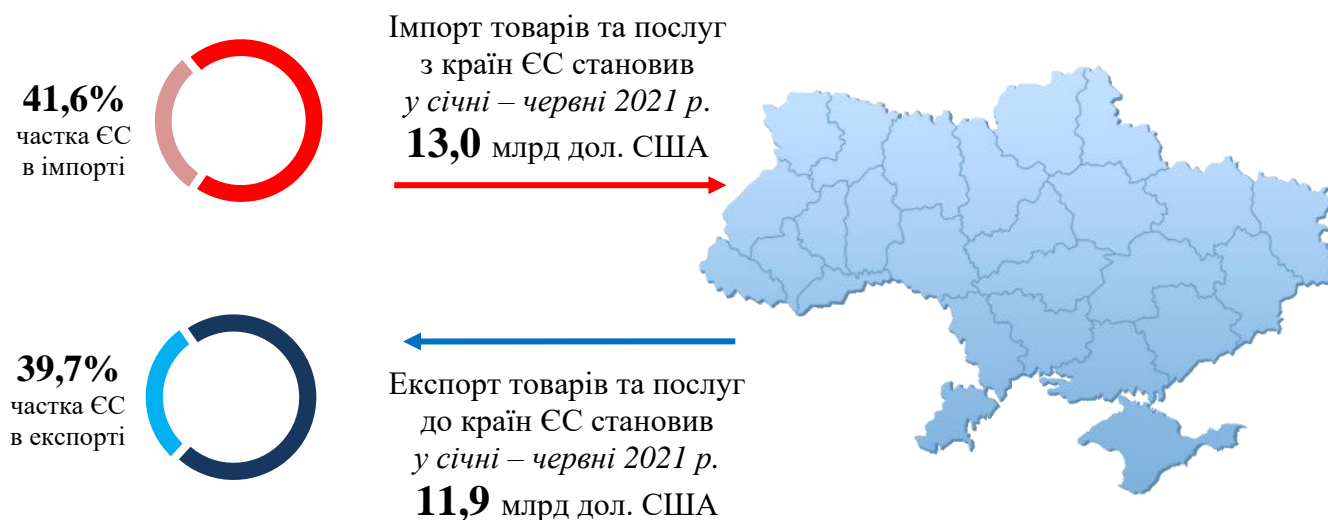 41,6%
частка ЄС
в імпорті
Імпорт товарів та послуг
з країн ЄС становив
у січні – червні 2021 р.
13,0 млрд дол. США
39,7%
частка ЄС
в експорті
Експорт товарів та послуг
до країн ЄС становив
у січні – червні 2021 р.
11,9 млрд дол. США